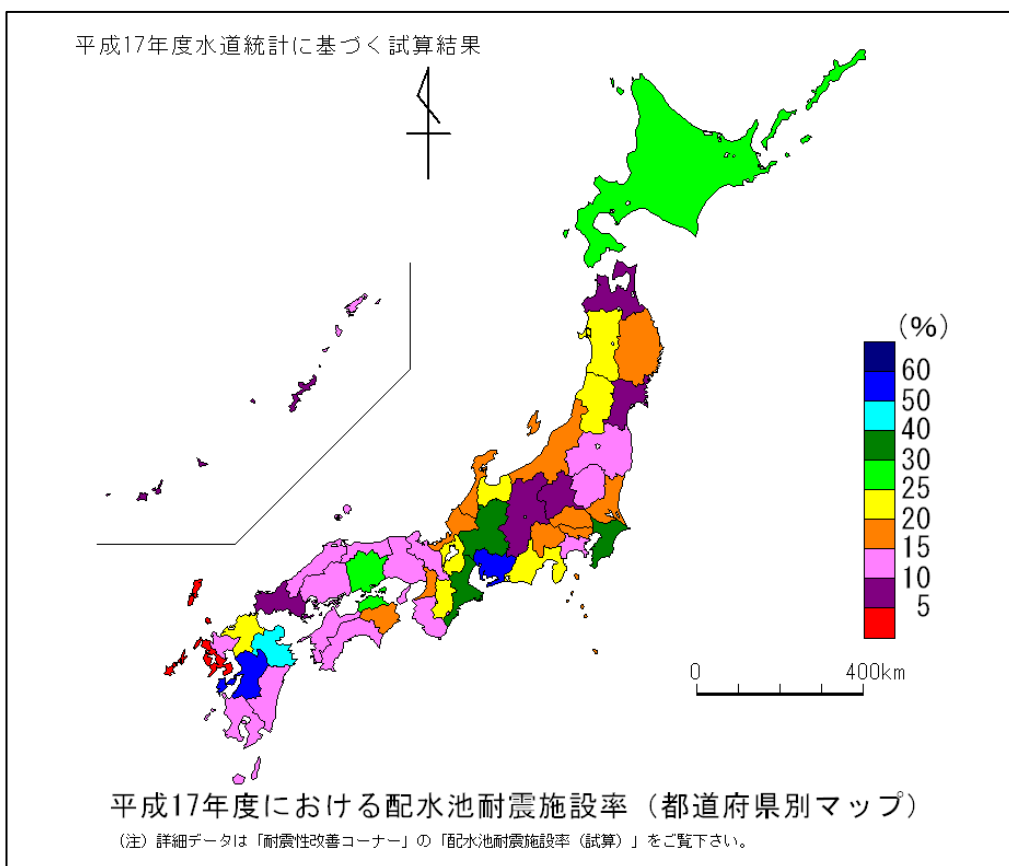 平成17年度水道統計に基づく試算結果
(%)
60
50
40
30
25
20
15
10
5
0 400km
平成17年度における配水池耐震施設率（都道府県別マップ）
（注）詳細データは「耐震性改善コーナー」の「配水池耐震施設率（試算）」をご覧下さい。